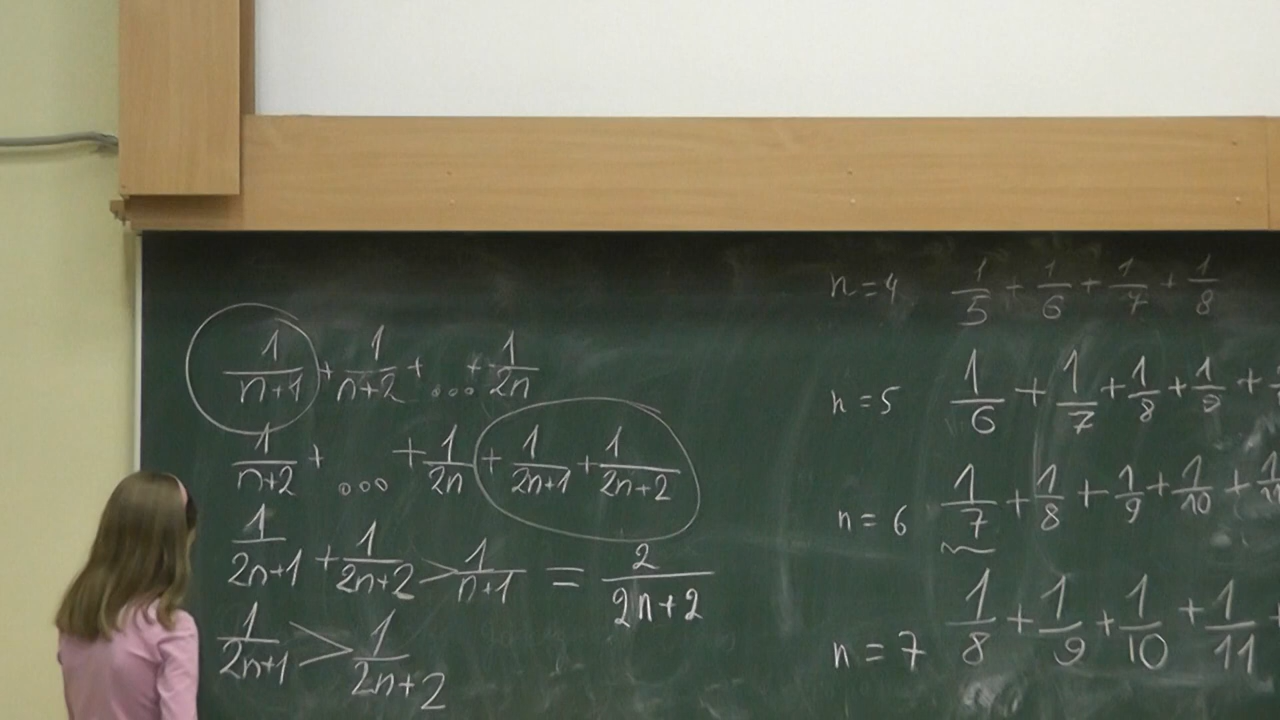 1/(n+1) + 1/(n+2) + ... + 1/2n
1/(n+2) + ... + 1/2n + 1/(2n+1) + 1/(2n+2)
1/(2n+1) + 1/(2n+2) > 1/(n+1) = 2/(2n+2)
1/(2n+1) > 1/(2n+2)
n=4 1/5 + 1/6 + 1/7 + 1/8
n=5 1/6 + 1/7 + 1/8 + 1/9 +
n=6 1/7 + 1/8 + 1/9 + 1/10 +
n=7 1/8 + 1/9 + 1/10 + 1/11 +